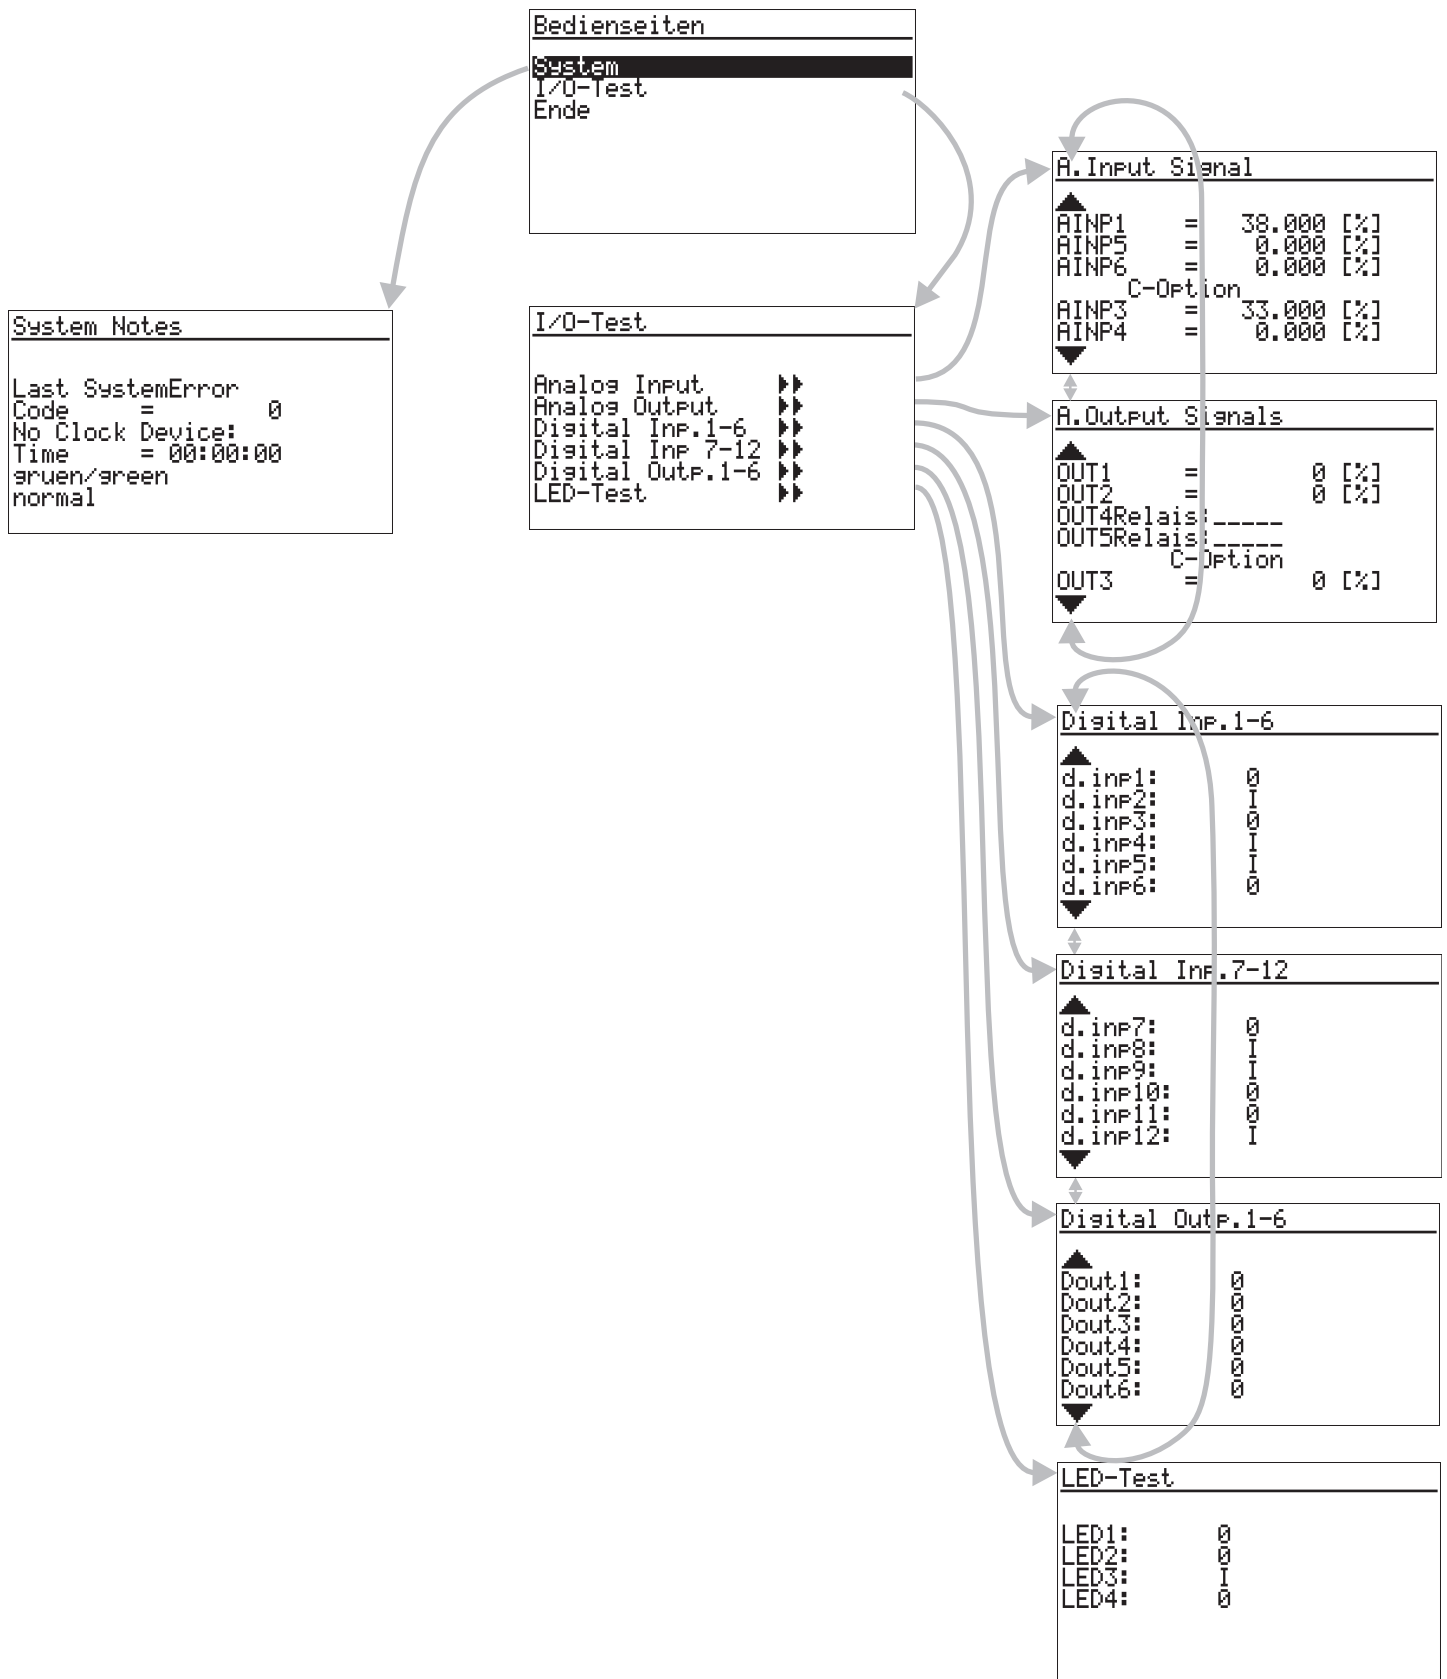 Bedienseiten
System
I/O-Test
Ende
System Notes
Last SystemError
Code = 0
No Clock Device:
Time = 00:00:00
gruen/green
normal
I/O-Test
Analog Input
Analog Output
Digital Inp.1-6
Digital Inp 7-12
Digital Outp.1-6
LED-Test
A.Input Signal
AINP1 = 38.000 [%]
AINP5 = 0.000 [%]
AINP6 = 0.000 [%]
C-Option
AINP3 = 33.000 [%]
AINP4 = 0.000 [%]
A.Output Signals
OUT1 = 0 [%]
OUT2 = 0 [%]
OUT4Relais:_____
OUT5Relais:_____
C-Option
OUT3 = 0 [%]
Digital Inp.1-6
d.inp1: 0
d.inp2: I
d.inp3: 0
d.inp4: I
d.inp5: I
d.inp6: 0
Digital Inp.7-12
d.inp7: 0
d.inp8: I
d.inp9: I
d.inp10: 0
d.inp11: 0
d.inp12: I
Digital Outp.1-6
Dout1: 0
Dout2: 0
Dout3: 0
Dout4: 0
Dout5: 0
Dout6: 0
LED-Test
LED1: 0
LED2: 0
LED3: I
LED4: 0